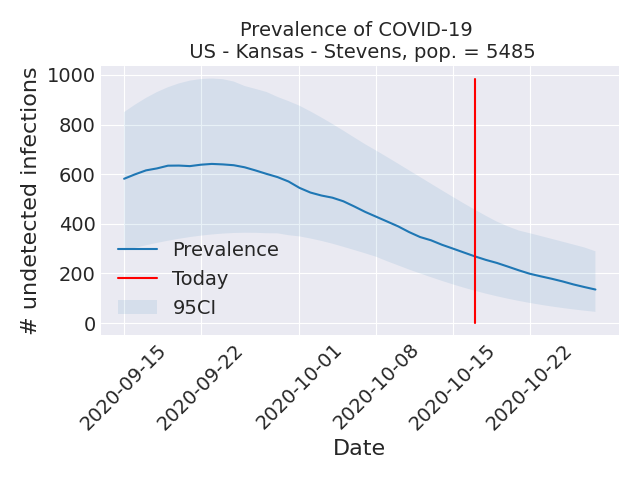 Prevalence of COVID-19
US - Kansas - Stevens, pop. = 5485
# undetected infections
1000
800
600
400
200
0
Prevalence
Today
95CI
2020-09-15
2020-09-22
2020-10-01
2020-10-08
2020-10-15
2020-10-22
Date